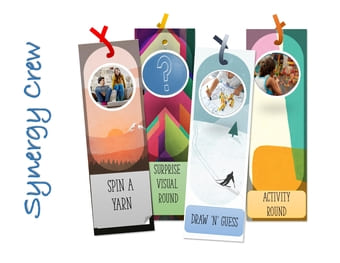 Synergy Crew
SPIN A
YARN
?
SURPRISE
VISUAL
ROUND
DRAW 'N' GUESS
ACTIVITY
ROUND